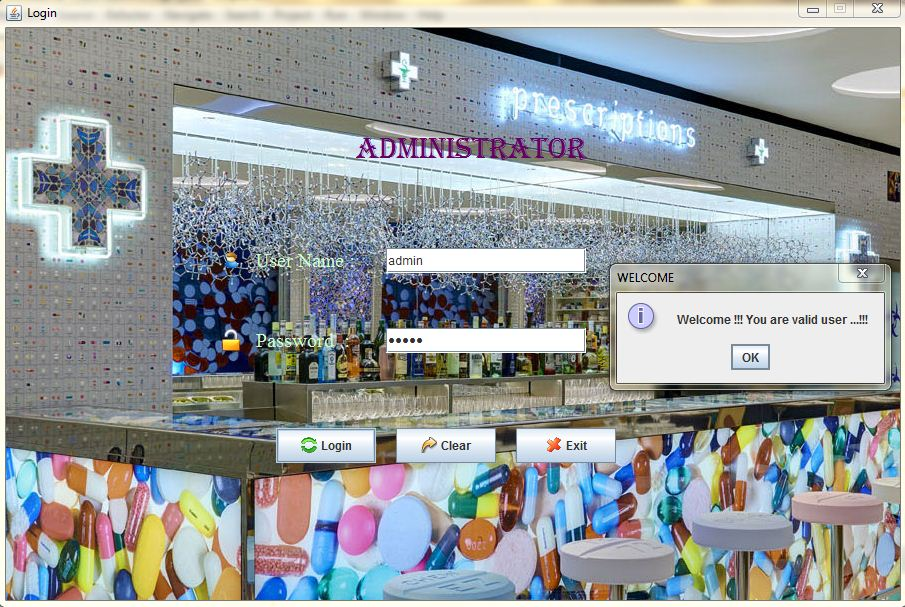 Login
prescriptions
ADMINISTRATOR
User Name
admin
WELCOME
Welcome !!! You are valid user ...!!!
OK
Password :
Login
Clear
Exit